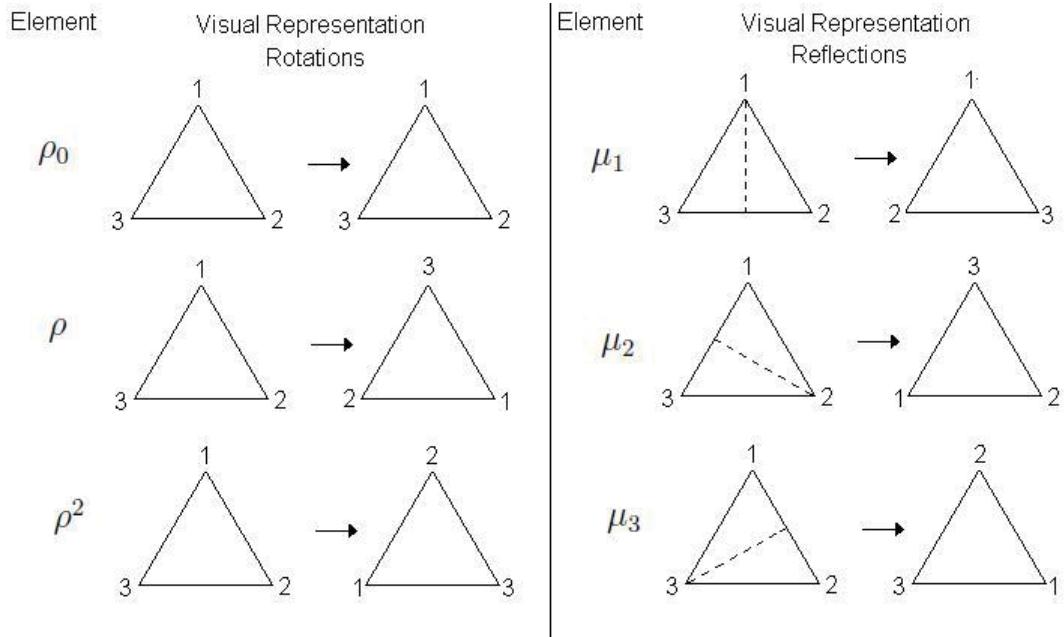 Element Visual Representation
Rotations
ρ₀
1 1
3 2 3 2
ρ
1 3
3 2 2 1
ρ²
1 2
3 2 1 3
Element Visual Representation
Reflections
μ₁
1 1
3 2 2 3
μ₂
1 3
3 2 1 2
μ₃
1 2
3 2 3 1